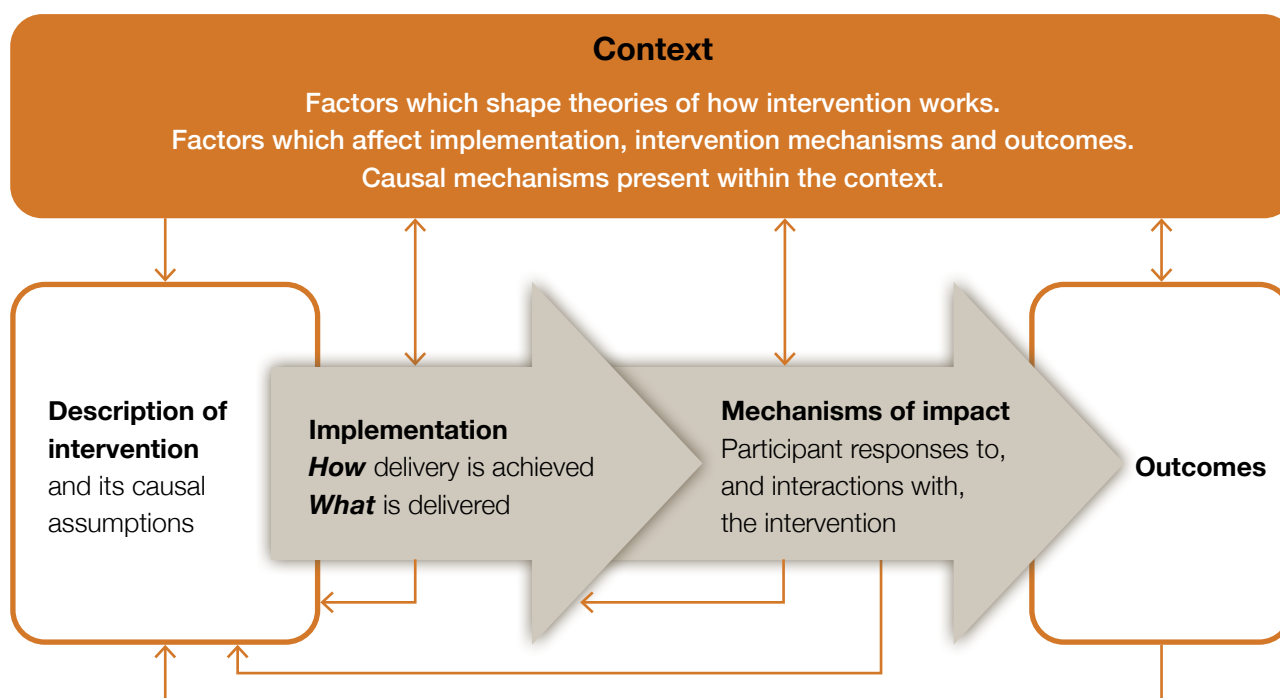 Context
Factors which shape theories of how intervention works.
Factors which affect implementation, intervention mechanisms and outcomes.
Causal mechanisms present within the context.
Description of
intervention
and its causal
assumptions
Implementation
How delivery is achieved
What is delivered
Mechanisms of impact
Participant responses to,
and interactions with,
the intervention
Outcomes